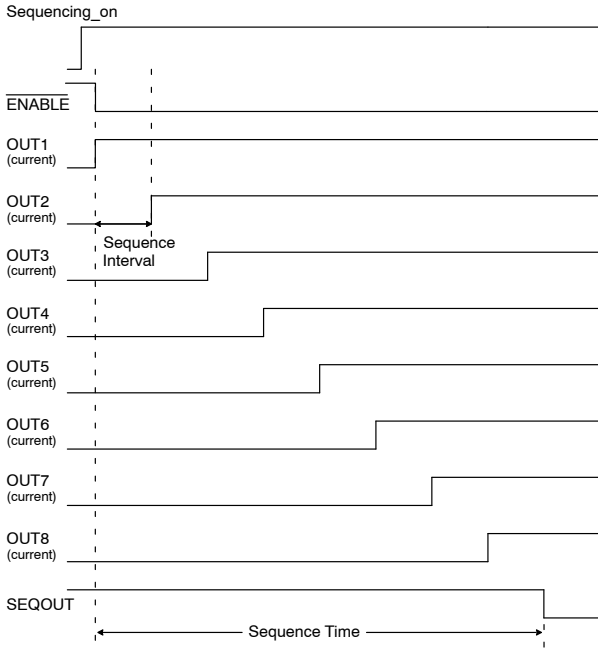 Sequencing_on
ENABLE
OUT1
(current)
OUT2
(current)
Sequence
Interval
OUT3
(current)
OUT4
(current)
OUT5
(current)
OUT6
(current)
OUT7
(current)
OUT8
(current)
SEQOUT
Sequence Time